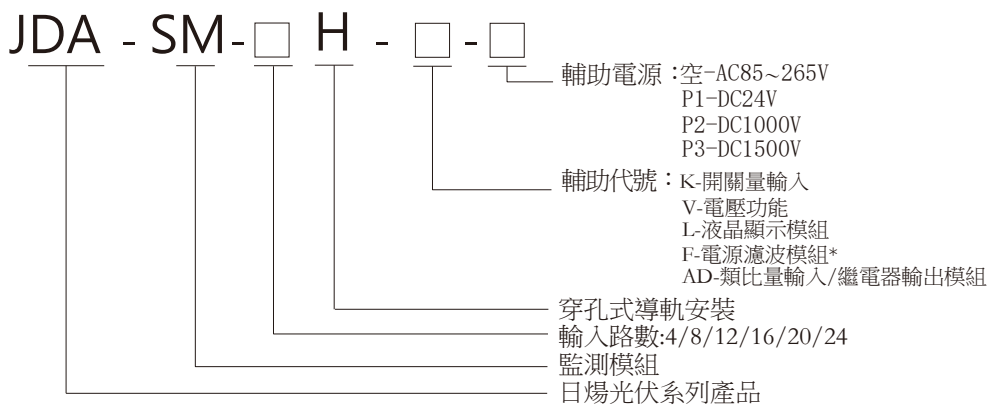 JDA - SM-□ H - □ - □
輔助電源：空-AC85~265V
P1-DC24V
P2-DC1000V
P3-DC1500V
輔助代號：K-開關量輸入
V-電壓功能
L-液晶顯示模組
F-電源濾波模組*
AD-類比量輸入/繼電器輸出模組
穿孔式導軌安裝
輸入路數:4/8/12/16/20/24
監測模組
日煬光伏系列產品